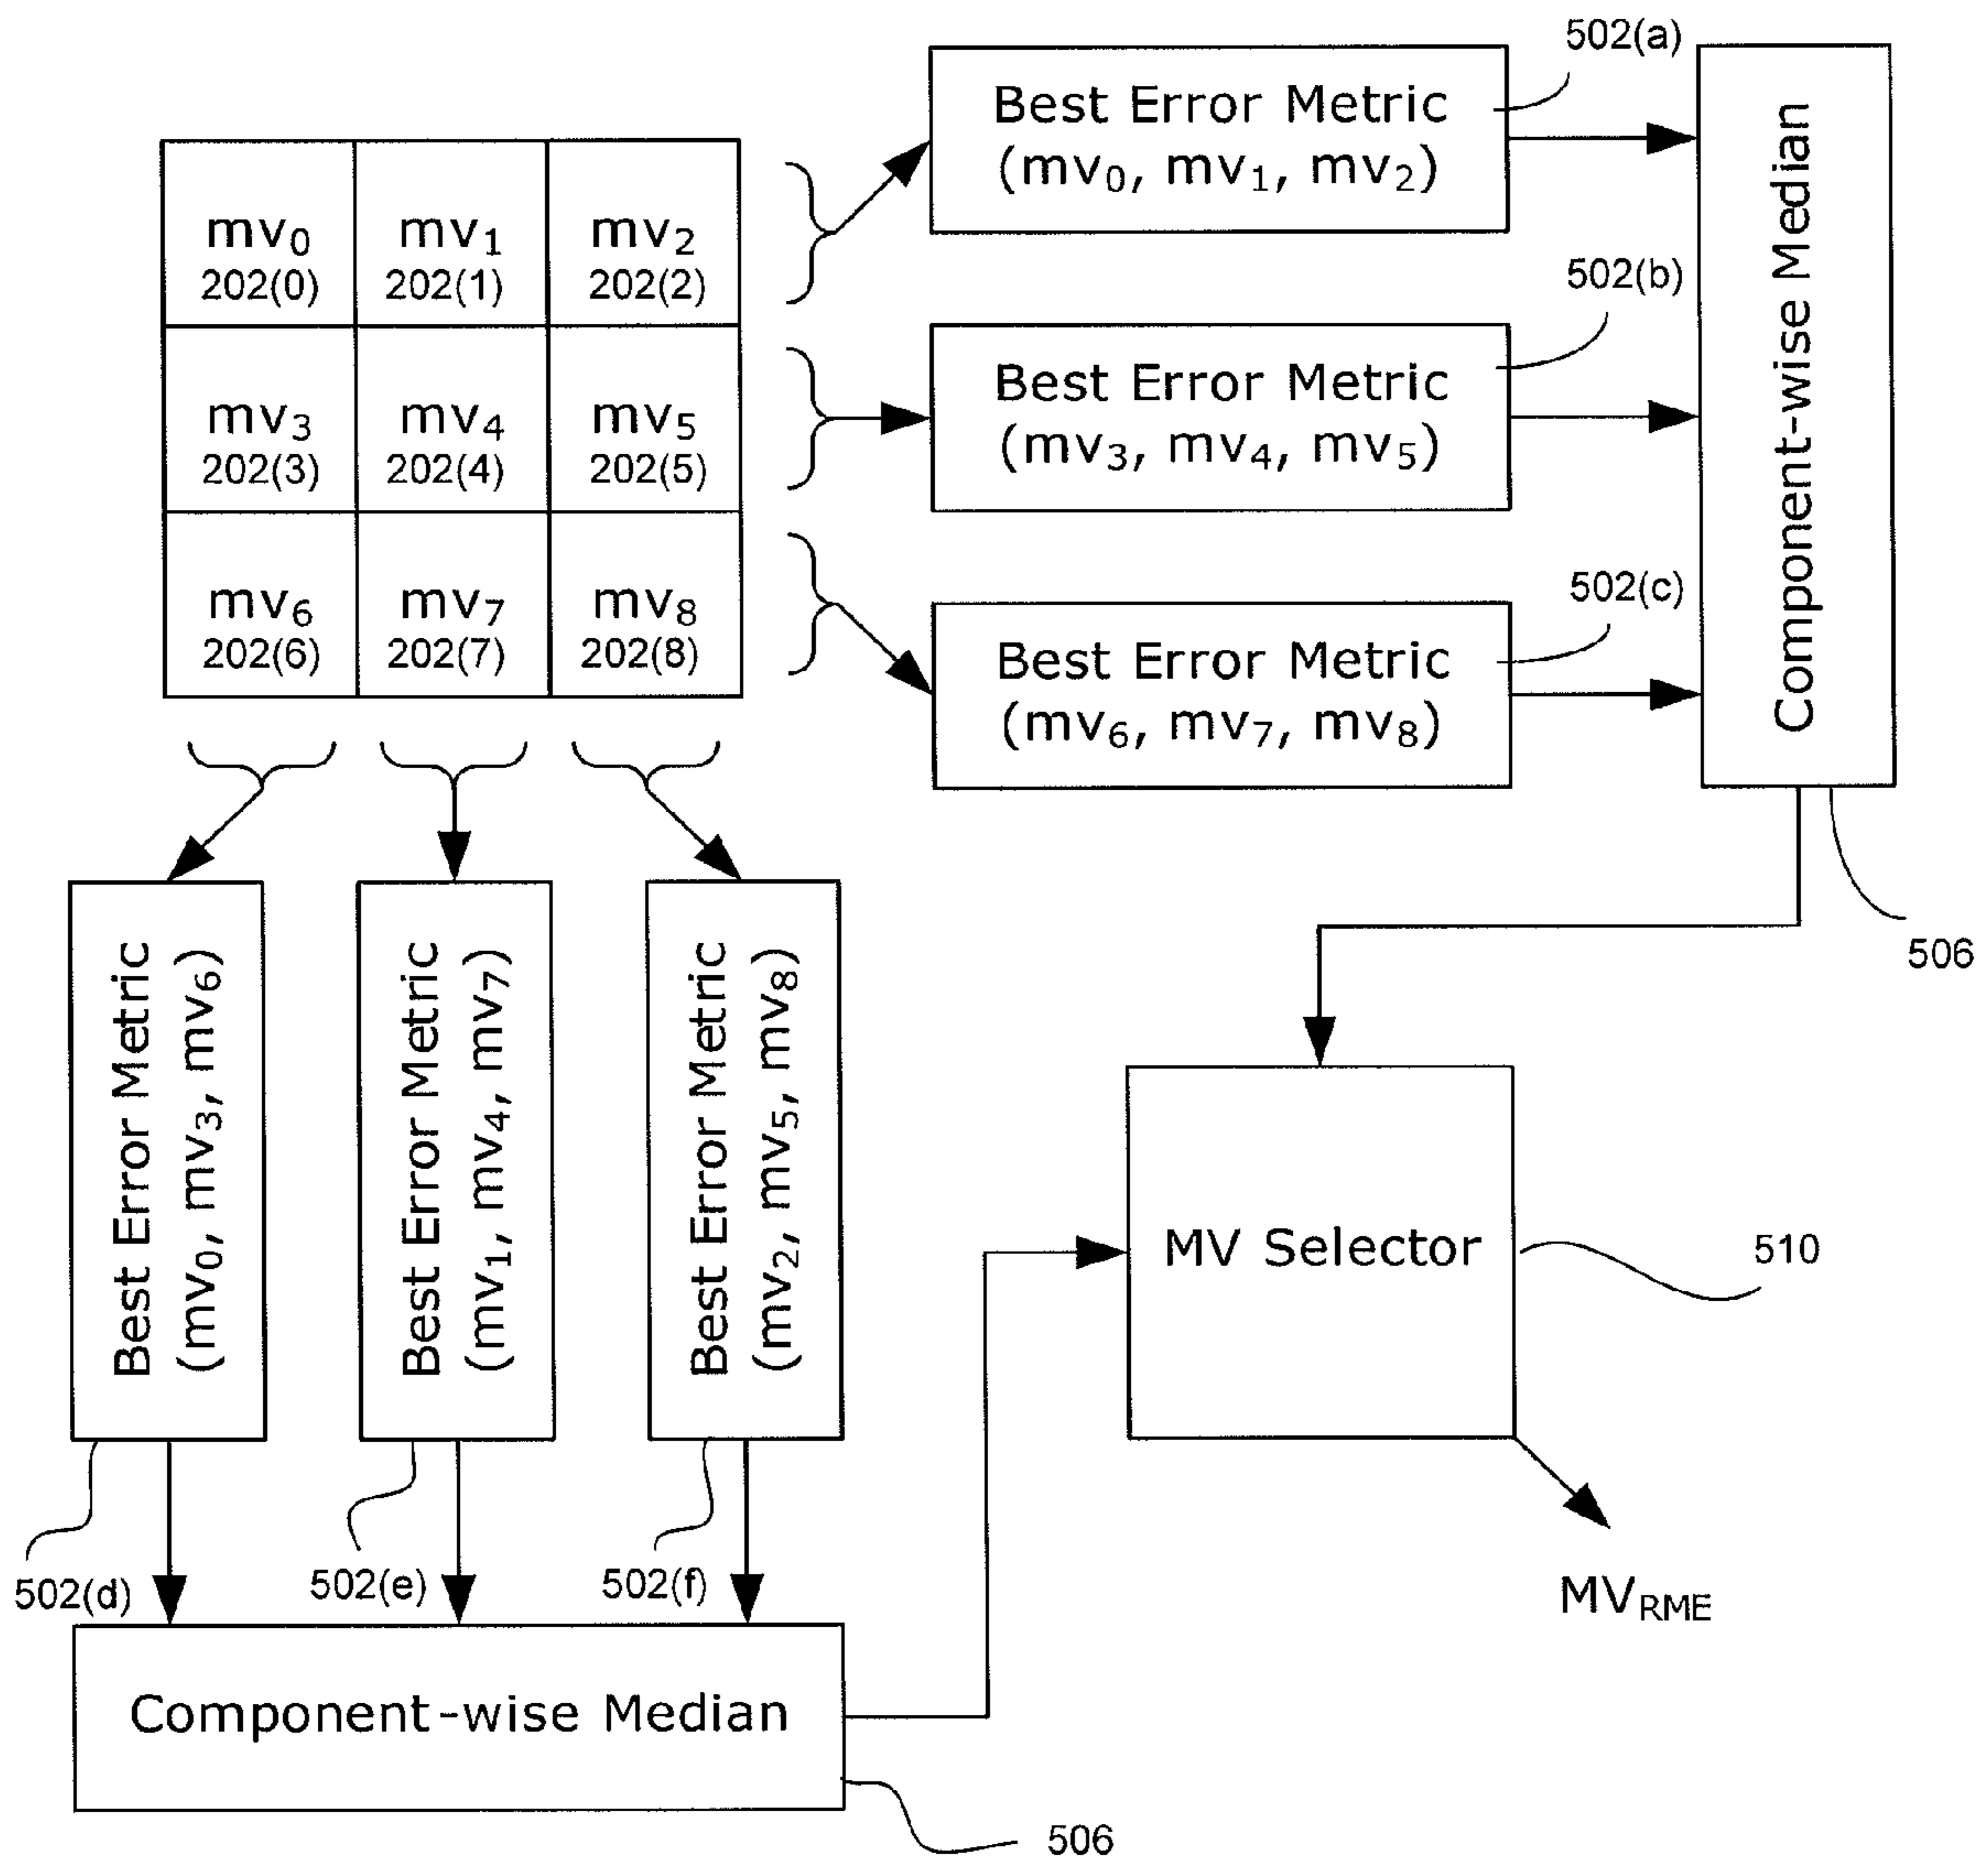 502(a)
Best Error Metric
(mv₀, mv₁, mv₂)
mv₀ mv₁ mv₂
202(0) 202(1) 202(2)
502(b)
Best Error Metric
(mv₃, mv₄, mv₅)
mv₃ mv₄ mv₅
202(3) 202(4) 202(5)
502(c)
Best Error Metric
(mv₆, mv₇, mv₈)
mv₆ mv₇ mv₈
202(6) 202(7) 202(8)
Component-wise Median
506
Best Error Metric
(mv₀, mv₃, mv₆)
Best Error Metric
(mv₁, mv₄, mv₇)
Best Error Metric
(mv₂, mv₅, mv₈)
MV Selector
510
502(d)
502(e)
502(f)
MV_RME
Component-wise Median
506